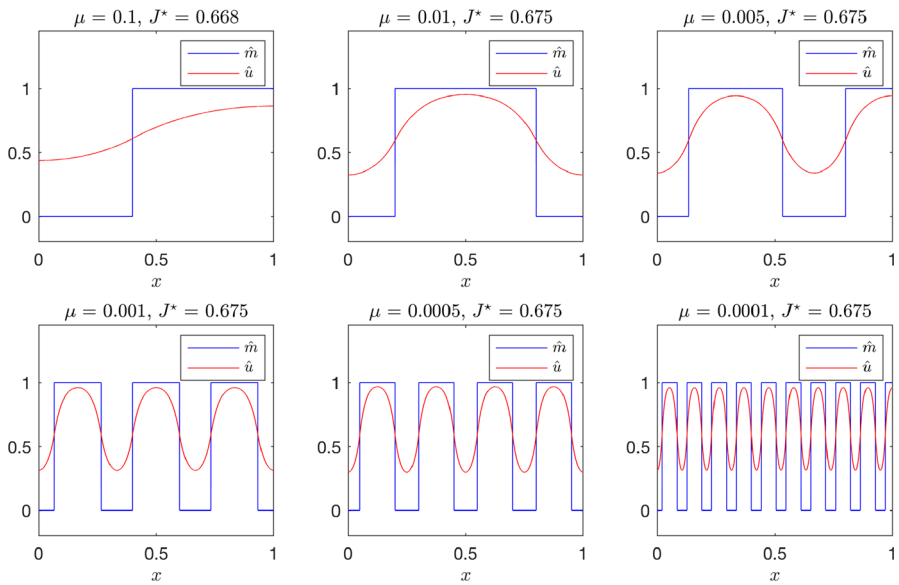 μ = 0.1, J⋆ = 0.668
μ = 0.01, J⋆ = 0.675
μ = 0.005, J⋆ = 0.675
m̂
û
m̂
û
m̂
û
1
0.5
0
1
0.5
0
1
0.5
0
0 0.5 1
0 0.5 1
0 0.5 1
x
x
x
μ = 0.001, J⋆ = 0.675
μ = 0.0005, J⋆ = 0.675
μ = 0.0001, J⋆ = 0.675
m̂
û
m̂
û
m̂
û
1
0.5
0
1
0.5
0
1
0.5
0
0 0.5 1
0 0.5 1
0 0.5 1
x
x
x